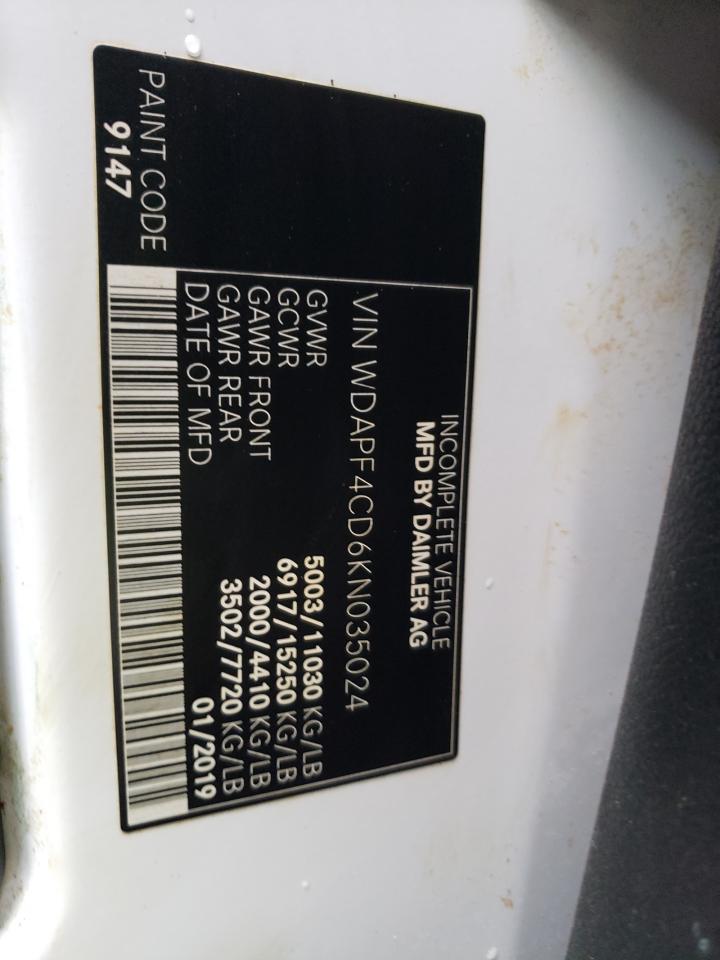 INCOMPLETE VEHICLE
MFD BY DAIMLER AG
VIN WDAPF4CD6KN035024
GVWR 5003/11030 KG/LB
GCWR 6917/15250 KG/LB
GAWR FRONT 2000/4410 KG/LB
GAWR REAR 3502/7720 KG/LB
DATE OF MFD 01/2019
PAINT CODE
9147